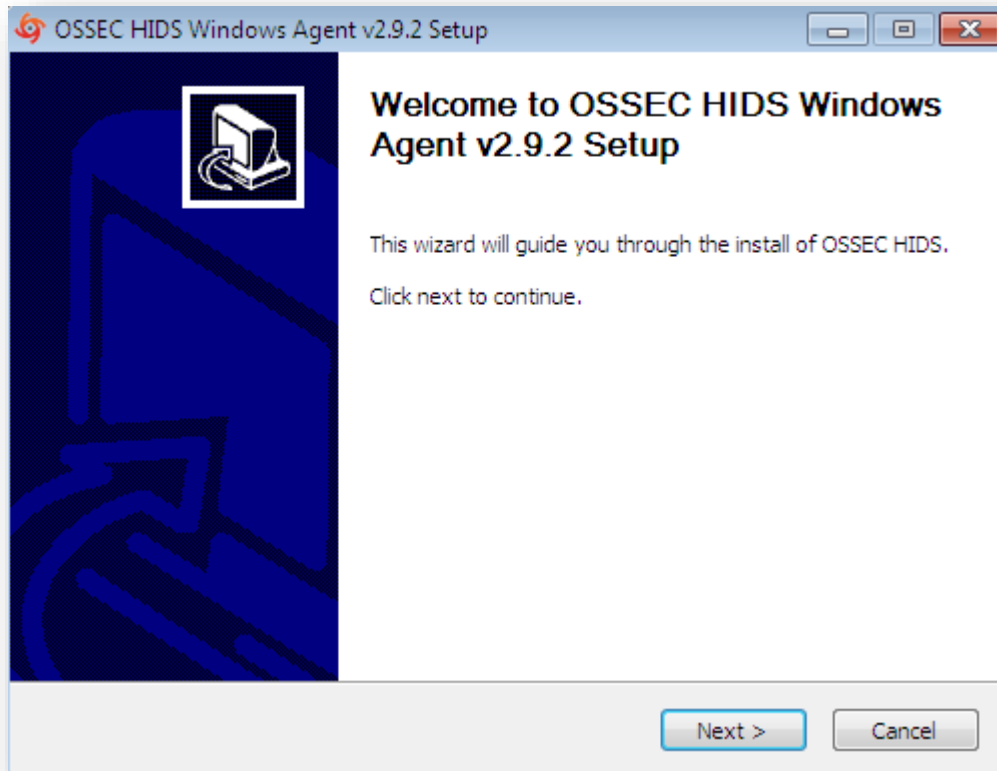 OSSEC HIDS Windows Agent v2.9.2 Setup
Welcome to OSSEC HIDS Windows
Agent v2.9.2 Setup
This wizard will guide you through the install of OSSEC HIDS.
Click next to continue.
Next >
Cancel